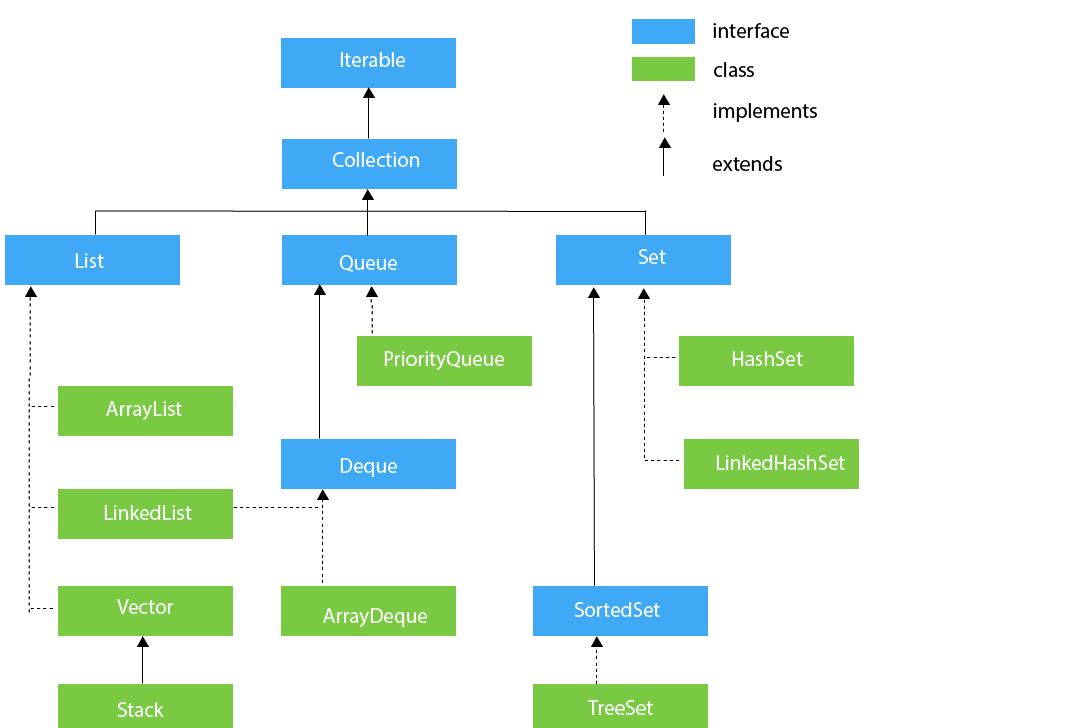 interface
Iterable
class
implements
Collection
extends
List
Queue
Set
PriorityQueue
HashSet
ArrayList
Deque
LinkedHashSet
LinkedList
Vector
ArrayDeque
SortedSet
Stack
TreeSet